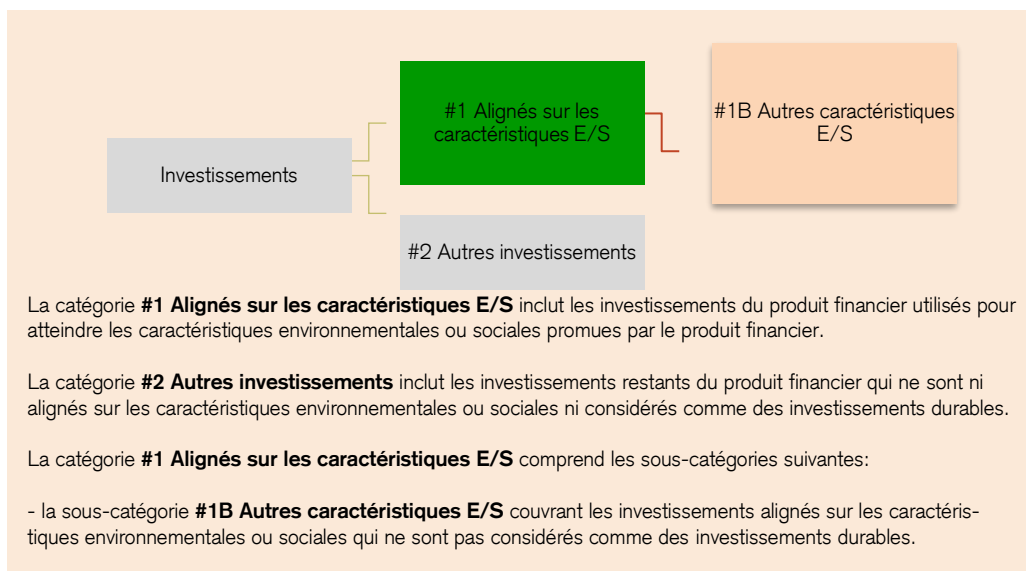 #1 Alignés sur les
caractéristiques E/S
#1B Autres caractéristiques
E/S
Investissements
#2 Autres investissements
La catégorie #1 Alignés sur les caractéristiques E/S inclut les investissements du produit financier utilisés pour
atteindre les caractéristiques environnementales ou sociales promues par le produit financier.
La catégorie #2 Autres investissements inclut les investissements restants du produit financier qui ne sont ni
alignés sur les caractéristiques environnementales ou sociales ni considérés comme des investissements durables.
La catégorie #1 Alignés sur les caractéristiques E/S comprend les sous-catégories suivantes:
- la sous-catégorie #1B Autres caractéristiques E/S couvrant les investissements alignés sur les caractéris-
tiques environnementales ou sociales qui ne sont pas considérés comme des investissements durables.